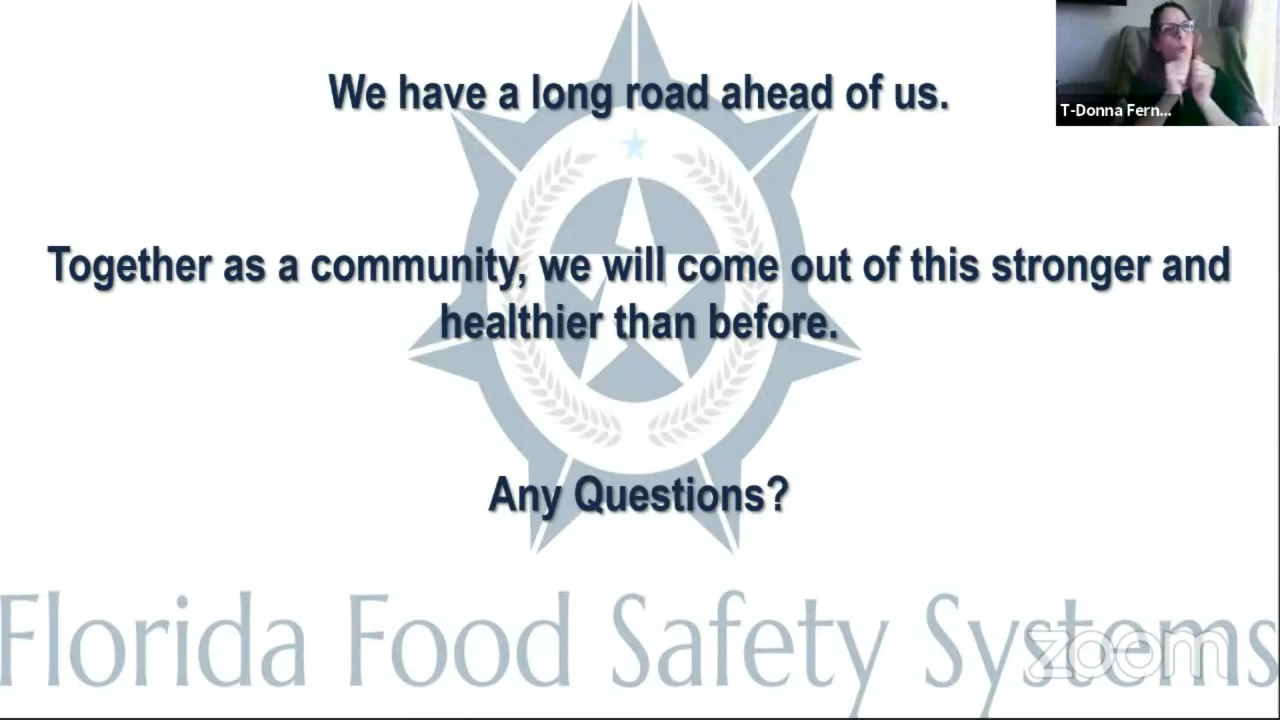 We have a long road ahead of us.
T-Donna Fern...
Together as a community, we will come out of this stronger and
healthier than before.
Any Questions?
Florida Food Safety Systems
zoom